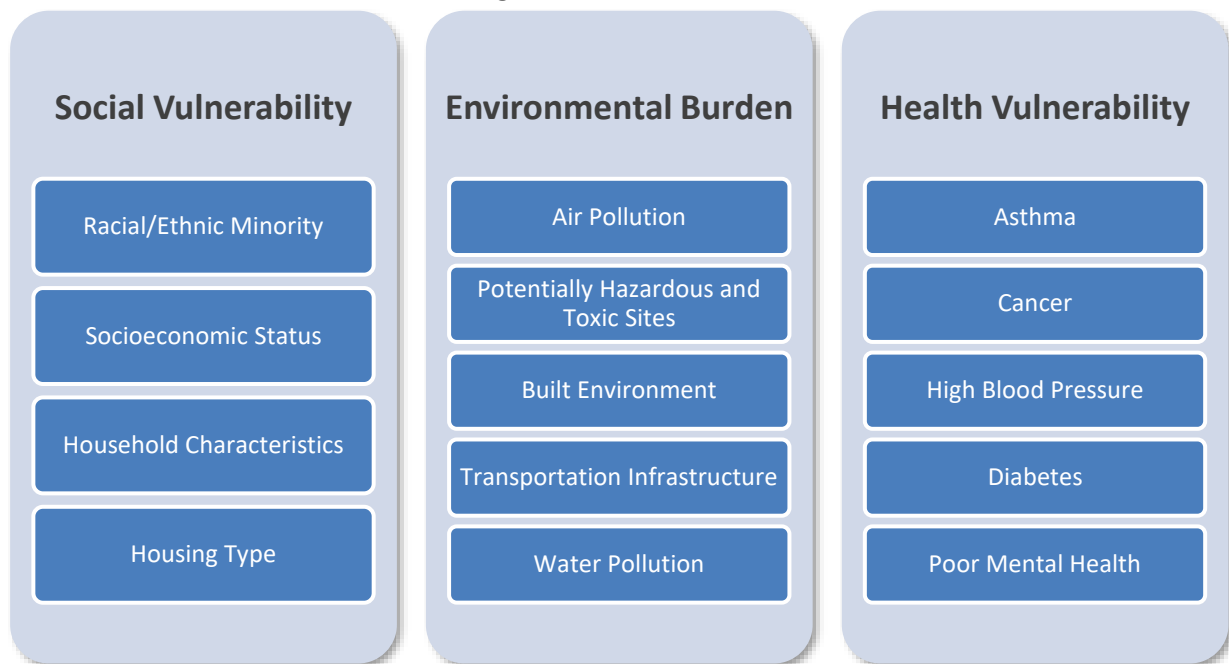 Social Vulnerability
Racial/Ethnic Minority
Socioeconomic Status
Household Characteristics
Housing Type
Environmental Burden
Air Pollution
Potentially Hazardous and
Toxic Sites
Built Environment
Transportation Infrastructure
Water Pollution
Health Vulnerability
Asthma
Cancer
High Blood Pressure
Diabetes
Poor Mental Health